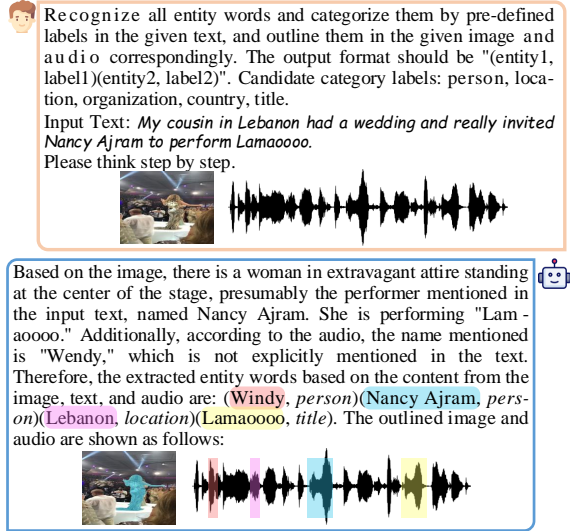 Recognize all entity words and categorize them by pre-defined
labels in the given text, and outline them in the given image and
audio correspondingly. The output format should be "(entity1,
label1)(entity2, label2)". Candidate category labels: person, loca-
tion, organization, country, title.
Input Text: My cousin in Lebanon had a wedding and really invited
Nancy Ajram to perform Lamaoooo.
Please think step by step.
Based on the image, there is a woman in extravagant attire standing
at the center of the stage, presumably the performer mentioned in
the input text, named Nancy Ajram. She is performing "Lam-
aoooo." Additionally, according to the audio, the name mentioned
is "Wendy," which is not explicitly mentioned in the text.
Therefore, the extracted entity words based on the content from the
image, text, and audio are: (Windy, person)(Nancy Ajram, pers-
on)(Lebanon, location)(Lamaoooo, title). The outlined image and
audio are shown as follows: